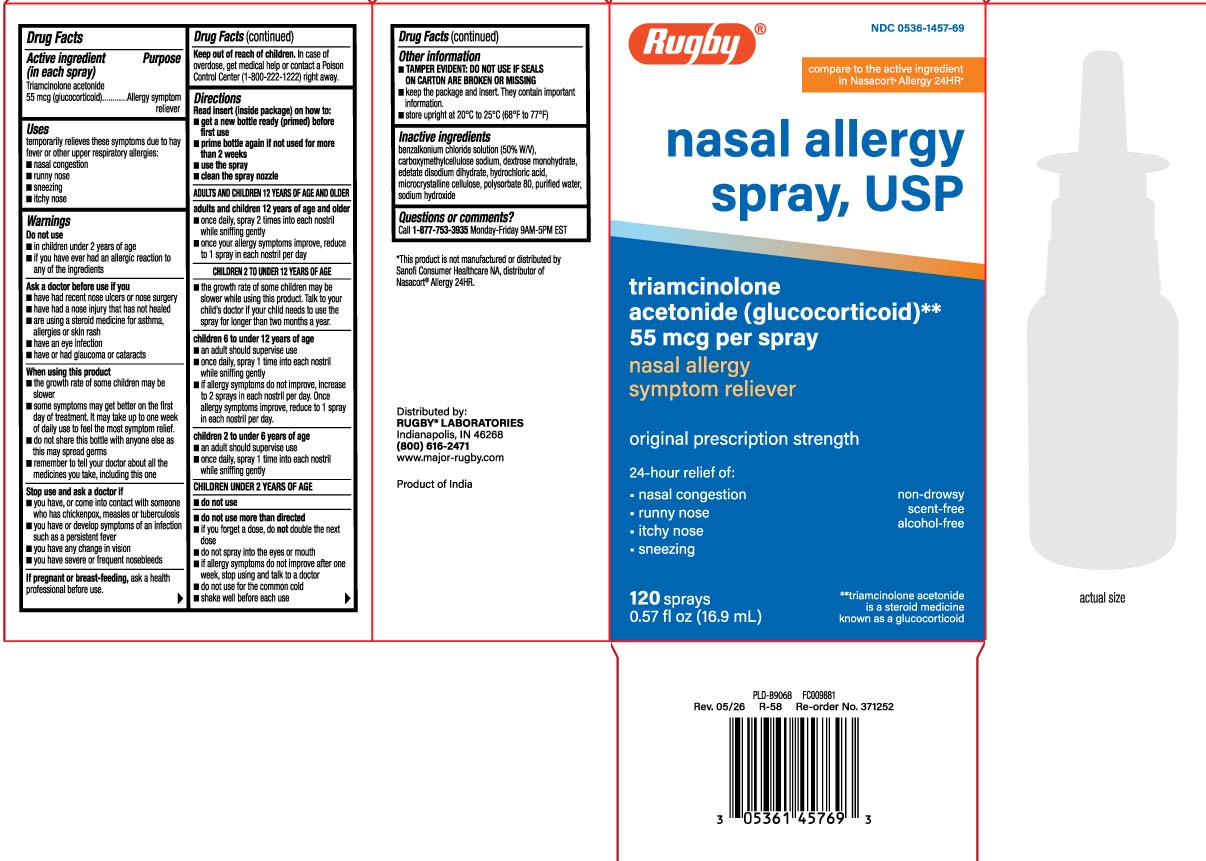 Drug Facts
Active ingredient Purpose
(in each spray)
Triamcinolone acetonide
55 mcg (glucocorticoid).............Allergy symptom
reliever
Uses
temporarily relieves these symptoms due to hay
fever or other upper respiratory allergies:
■ nasal congestion
■ runny nose
■ sneezing
■ itchy nose
Warnings
Do not use
■ in children under 2 years of age
■ if you have ever had an allergic reaction to
any of the ingredients
Ask a doctor before use if you
■ have had recent nose ulcers or nose surgery
■ have had a nose injury that has not healed
■ are using a steroid medicine for asthma,
allergies or skin rash
■ have an eye infection
■ have or had glaucoma or cataracts
When using this product
■ the growth rate of some children may be
slower
■ some symptoms may get better on the first
day of treatment. It may take up to one week
of daily use to feel the most symptom relief.
■ do not share this bottle with anyone else as
this may spread germs
■ remember to tell your doctor about all the
medicines you take, including this one
Stop use and ask a doctor if
■ you have, or come into contact with someone
who has chickenpox, measles or tuberculosis
■ you have or develop symptoms of an infection
such as a persistent fever
■ you have any change in vision
■ you have severe or frequent nosebleeds
If pregnant or breast-feeding, ask a health
professional before use.
Drug Facts (continued)
Keep out of reach of children. In case of
overdose, get medical help or contact a Poison
Control Center (1-800-222-1222) right away.
Directions
Read insert (inside package) on how to:
■ get a new bottle ready (primed) before
first use
■ prime bottle again if not used for more
than 2 weeks
■ use the spray
■ clean the spray nozzle
ADULTS AND CHILDREN 12 YEARS OF AGE AND OLDER
adults and children 12 years of age and older
■ once daily, spray 2 times into each nostril
while sniffing gently
■ once your allergy symptoms improve, reduce
to 1 spray in each nostril per day
CHILDREN 2 TO UNDER 12 YEARS OF AGE
■ the growth rate of some children may be
slower while using this product. Talk to your
child's doctor if your child needs to use the
spray for longer than two months a year.
children 6 to under 12 years of age
■ an adult should supervise use
■ once daily, spray 1 time into each nostril
while sniffing gently
■ if allergy symptoms do not improve, increase
to 2 sprays in each nostril per day. Once
allergy symptoms improve, reduce to 1 spray
in each nostril per day.
children 2 to under 6 years of age
■ an adult should supervise use
■ once daily, spray 1 time into each nostril
while sniffing gently
CHILDREN UNDER 2 YEARS OF AGE
■ do not use
■ do not use more than directed
■ if you forget a dose, do not double the next
dose
■ do not spray into the eyes or mouth
■ if allergy symptoms do not improve after one
week, stop using and talk to a doctor
■ do not use for the common cold
■ shake well before each use
Drug Facts (continued)
Other information
■ TAMPER EVIDENT: DO NOT USE IF SEALS
ON CARTON ARE BROKEN OR MISSING
■ keep the package and insert. They contain important
information.
■ store upright at 20°C to 25°C (68°F to 77°F)
Inactive ingredients
benzalkonium chloride solution (50% W/V),
carboxymethylcellulose sodium, dextrose monohydrate,
edetate disodium dihydrate, hydrochloric acid,
microcrystalline cellulose, polysorbate 80, purified water,
sodium hydroxide
Questions or comments?
Call 1-877-753-3935 Monday-Friday 9AM-5PM EST
*This product is not manufactured or distributed by
Sanofi Consumer Healthcare NA, distributor of
Nasacort® Allergy 24HR.
Distributed by:
RUGBY® LABORATORIES
Indianapolis, IN 46268
(800) 616-2471
www.major-rugby.com
Product of India
Rugby®
NDC 0536-1457-69
compare to the active ingredient
in Nasacort® Allergy 24HR*
nasal allergy
spray, USP
triamcinolone
acetonide (glucocorticoid)**
55 mcg per spray
nasal allergy
symptom reliever
original prescription strength
24-hour relief of:
▪ nasal congestion
▪ runny nose
▪ itchy nose
▪ sneezing
non-drowsy
scent-free
alcohol-free
120 sprays
0.57 fl oz (16.9 mL)
**triamcinolone acetonide
is a steroid medicine
known as a glucocorticoid
actual size
PLD-B906B FC009881
Rev. 05/26 R-58 Re-order No. 371252
3 05361 45769 3